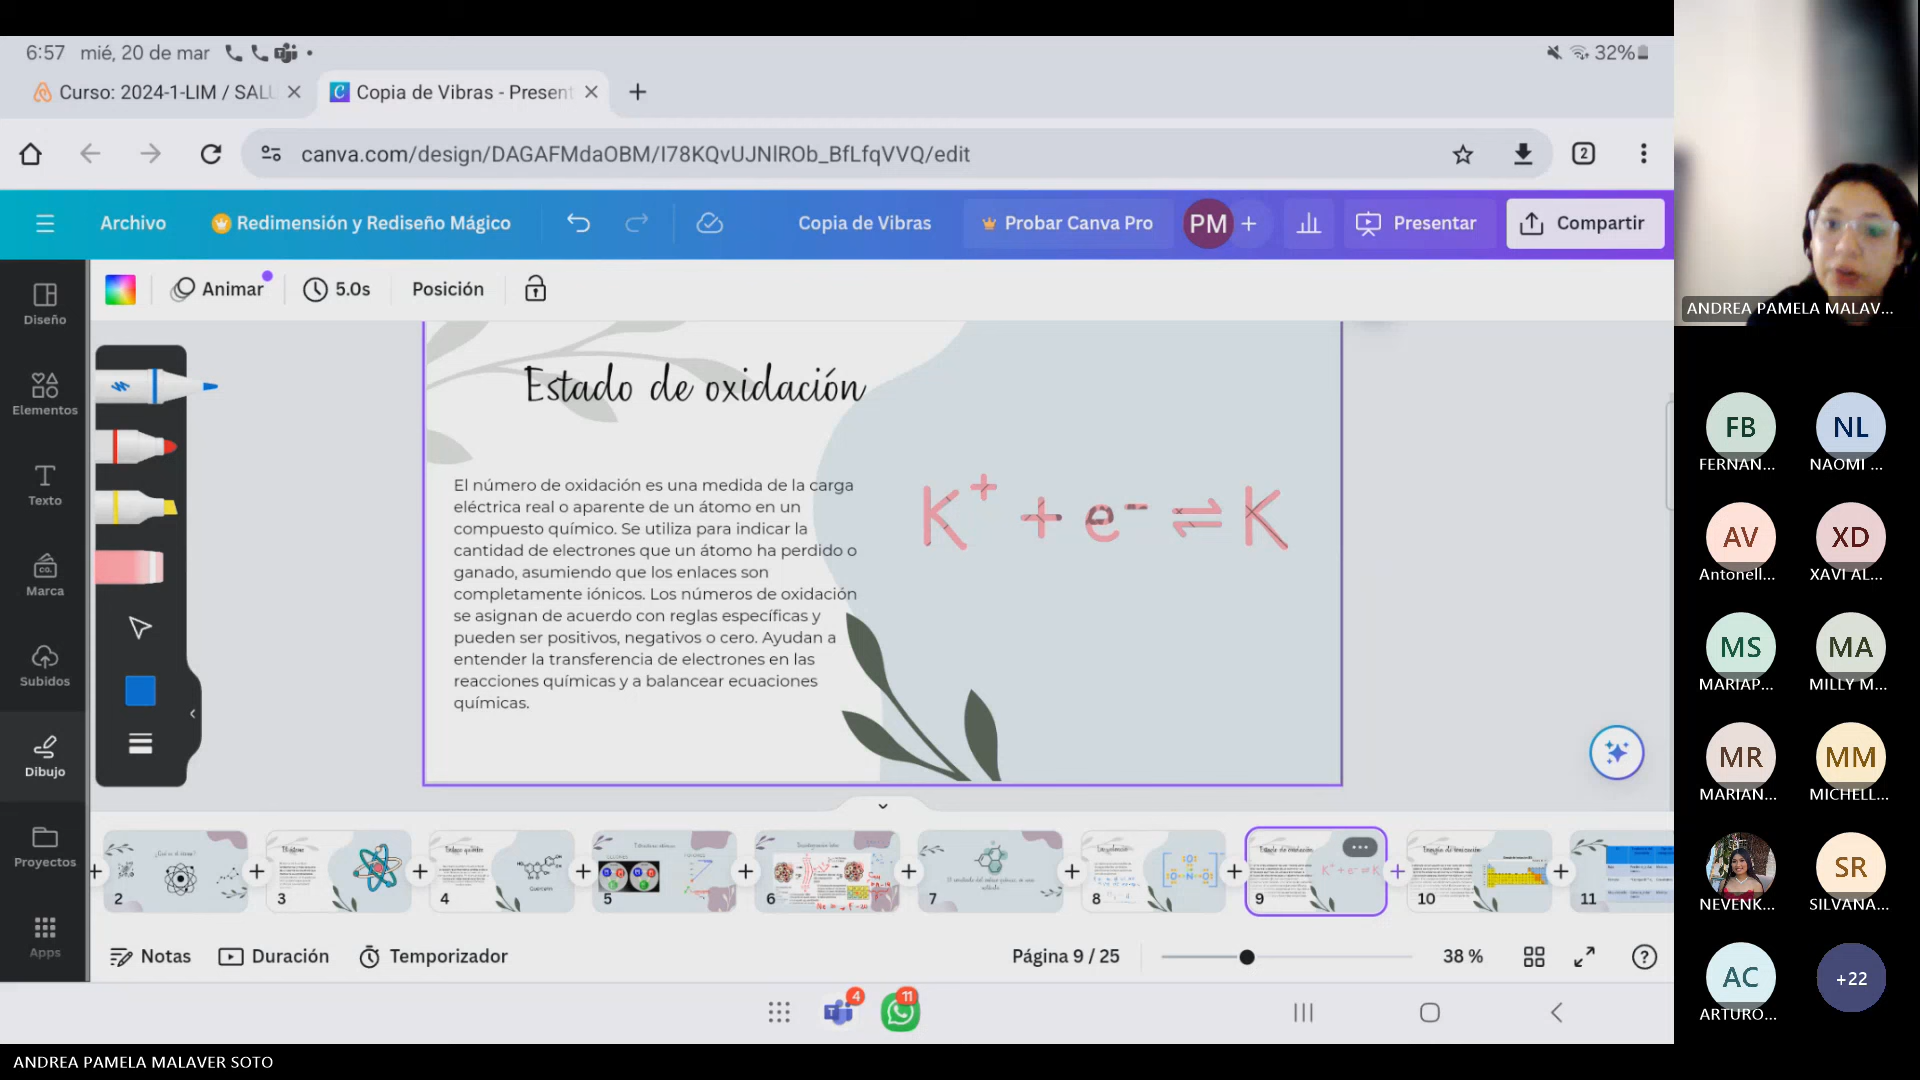 6:57 mié, 20 de mar
32%
Curso: 2024-1-LIM / SALU
Copia de Vibras - Present
canva.com/design/DAGAFMdaOBM/I78KQvUJNlROb_BfLfqVVQ/edit
2
Archivo
Redimensión y Rediseño Mágico
Copia de Vibras
Probar Canva Pro
PM
Presentar
Compartir
Animar
5.0s
Posición
Diseño
Elementos
Texto
Marca
Subidos
Dibujo
Proyectos
Apps
Estado de oxidación
El número de oxidación es una medida de la carga
eléctrica real o aparente de un átomo en un
compuesto químico. Se utiliza para indicar la
cantidad de electrones que un átomo ha perdido o
ganado, asumiendo que los enlaces son
completamente iónicos. Los números de oxidación
se asignan de acuerdo con reglas específicas y
pueden ser positivos, negativos o cero. Ayudan a
entender la transferencia de electrones en las
reacciones químicas y a balancear ecuaciones
químicas.
K⁺ + e⁻ ⇌ K
2
3
4
5
6
7
8
9
10
11
Notas
Duración
Temporizador
Página 9 / 25
38 %
4
11
ANDREA PAMELA MALAV...
FB
FERNAN...
NL
NAOMI ...
AV
Antonell...
XD
XAVI AL...
MS
MARIAP...
MA
MILLY M...
MR
MARIAN...
MM
MICHELL...
NEVENK...
SR
SILVANA...
AC
ARTURO...
+22
ANDREA PAMELA MALAVER SOTO